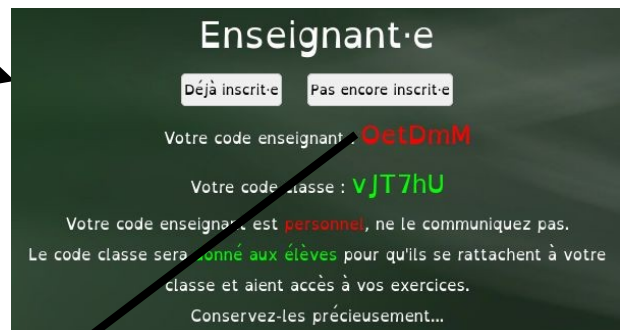 Enseignant·e
Déjà inscrit·e Pas encore inscrit·e
Votre code enseignant : OetDmM
Votre code classe : vJT7hU
Votre code enseignant est personnel, ne le communiquez pas.
Le code classe sera donné aux élèves pour qu'ils se rattachent à votre
classe et aient accès à vos exercices.
Conservez-les précieusement...